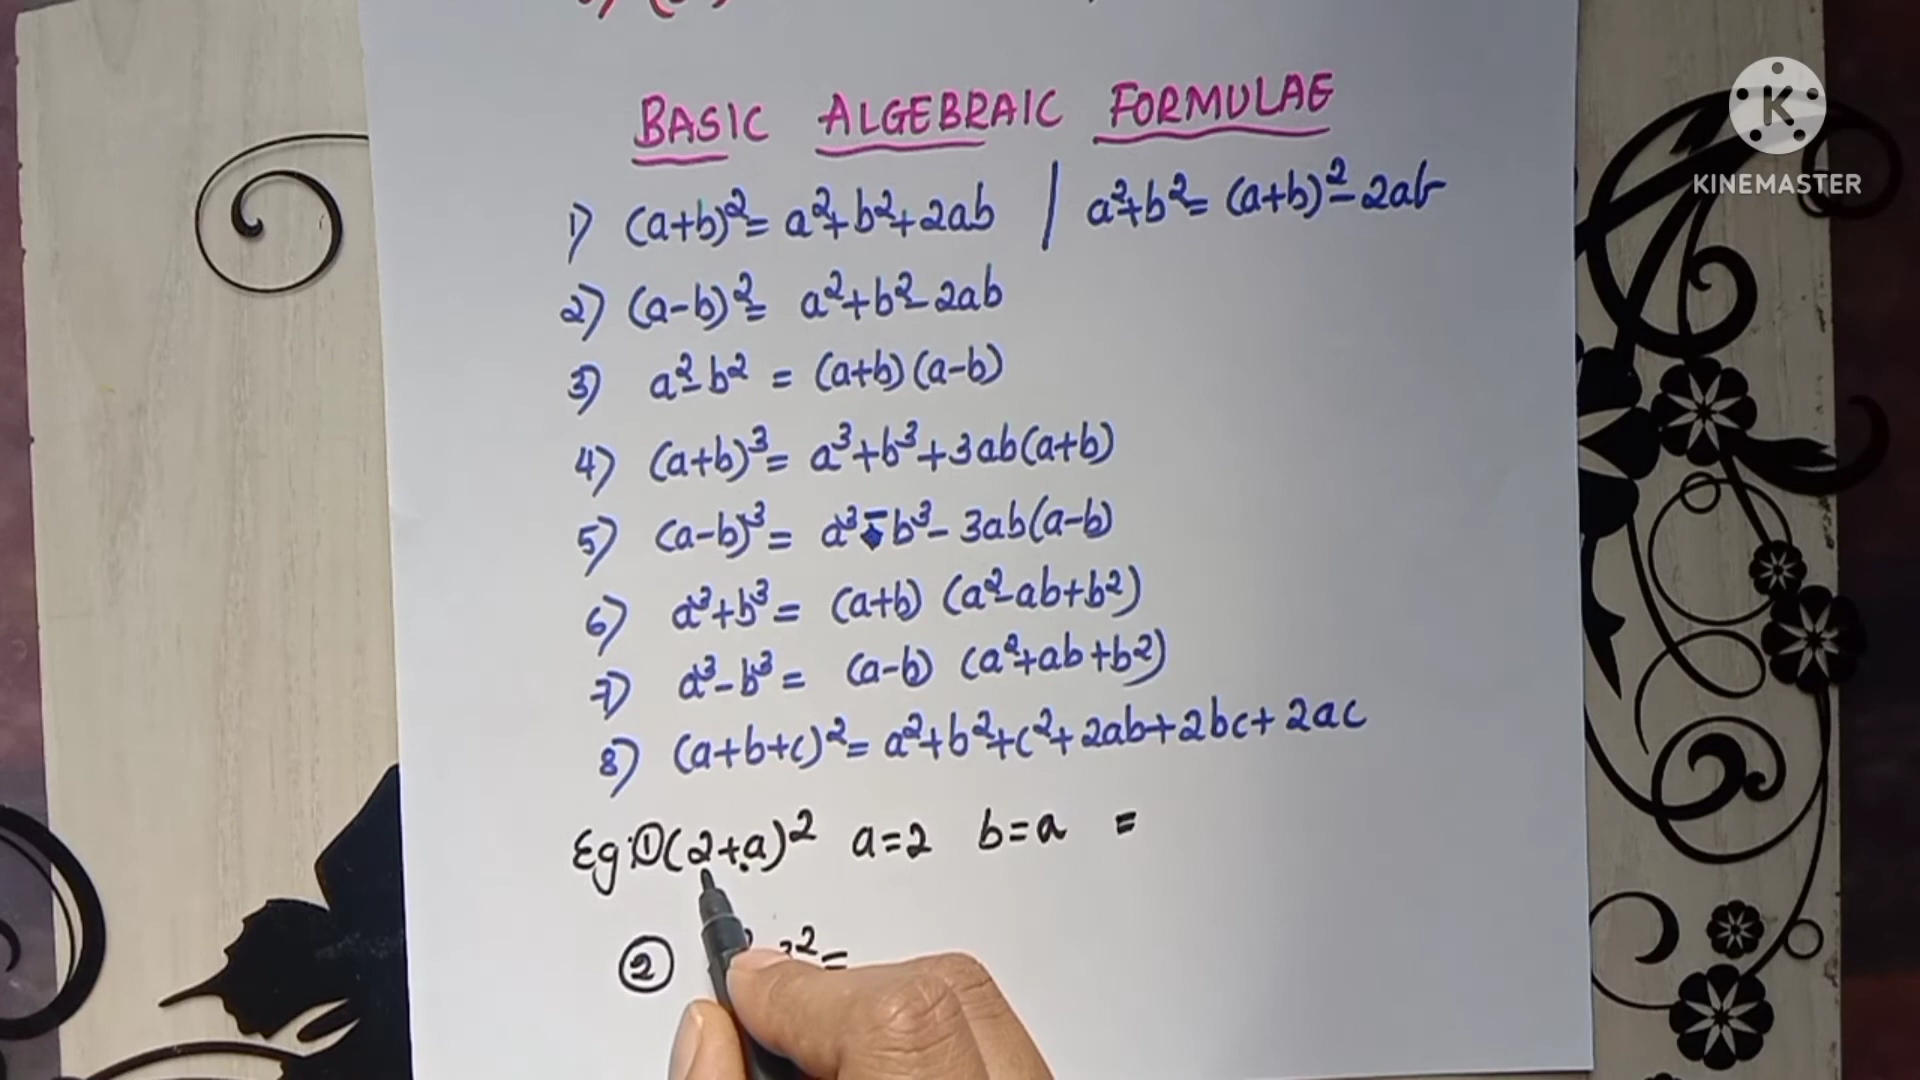 BASIC ALGEBRAIC FORMULAE
KINEMASTER
1) (a+b)²= a²+b²+2ab / a²+b²= (a+b)²-2ab
2) (a-b)²= a²+b²-2ab
3) a²-b² = (a+b)(a-b)
4) (a+b)³= a³+b³+3ab(a+b)
5) (a-b)³= a³-b³-3ab(a-b)
6) a³+b³= (a+b) (a²-ab+b²)
7) a³-b³= (a-b) (a²+ab+b²)
8) (a+b+c)²= a²+b²+c²+2ab+2bc+2ac
Eg:① (2+a)² a=2 b=a =
②